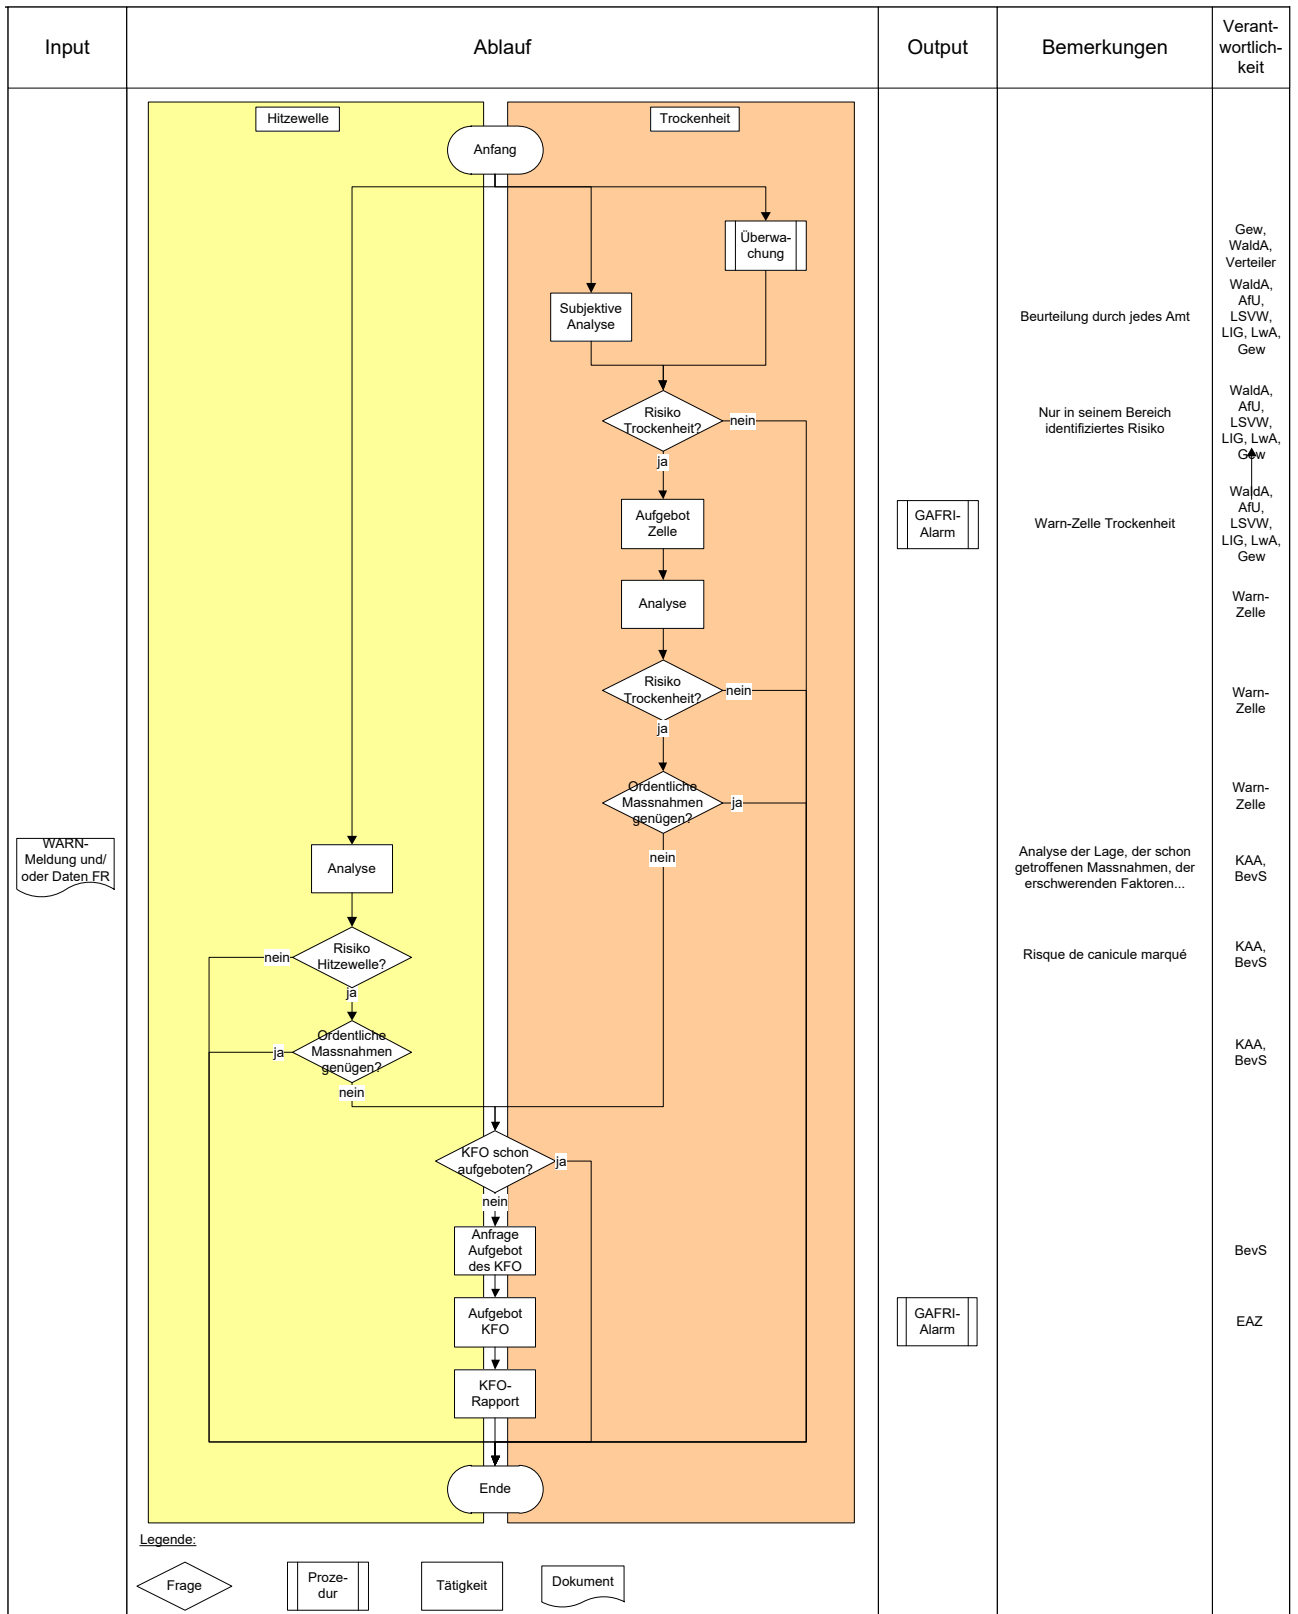 Input
Ablauf
Output
Bemerkungen
Verant-
wortlich-
keit
Hitzewelle
Trockenheit
Anfang
Überwa-
chung
Gew,
WaldA,
Verteiler
Subjektive
Analyse
Beurteilung durch jedes Amt
WaldA,
AfU,
LSVW,
LIG, LwA,
Gew
Risiko
Trockenheit?
nein
ja
Nur in seinem Bereich
identifiziertes Risiko
WaldA,
AfU,
LSVW,
LIG, LwA,
Gew
Aufgebot
Zelle
GAFRI-
Alarm
Warn-Zelle Trockenheit
WaldA,
AfU,
LSVW,
LIG, LwA,
Gew
Analyse
Warn-
Zelle
Risiko
Trockenheit?
nein
ja
Warn-
Zelle
Ordentliche
Massnahmen
genügen?
ja
nein
Warn-
Zelle
WARN-
Meldung und/
oder Daten FR
Analyse
Analyse der Lage, der schon
getroffenen Massnahmen, der
erschwerenden Faktoren...
KAA,
BevS
Risiko
Hitzewelle?
nein
ja
Risque de canicule marqué
KAA,
BevS
Ordentliche
Massnahmen
genügen?
ja
nein
KAA,
BevS
KFO schon
aufgeboten?
ja
nein
Anfrage
Aufgebot
des KFO
BevS
Aufgebot
KFO
GAFRI-
Alarm
EAZ
KFO-
Rapport
Ende
Legende:
Frage
Proze-
dur
Tätigkeit
Dokument